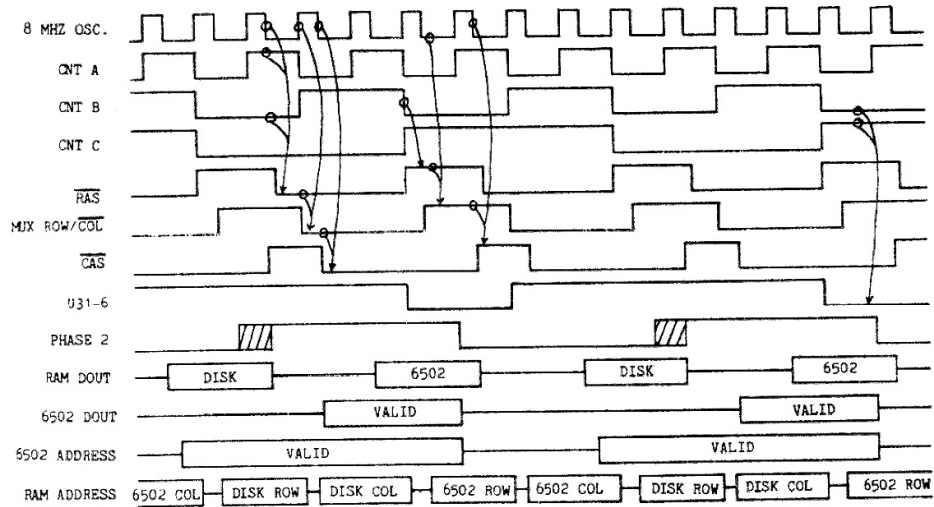 8 MHZ OSC.
CNT A
CNT B
CNT C
RAS
MUX ROW/COL
CAS
U31-6
PHASE 2
RAM DOUT DISK 6502 DISK 6502
6502 DOUT VALID VALID
6502 ADDRESS VALID VALID
RAM ADDRESS 6502 COL DISK ROW DISK COL 6502 ROW 6502 COL DISK ROW DISK COL 6502 ROW